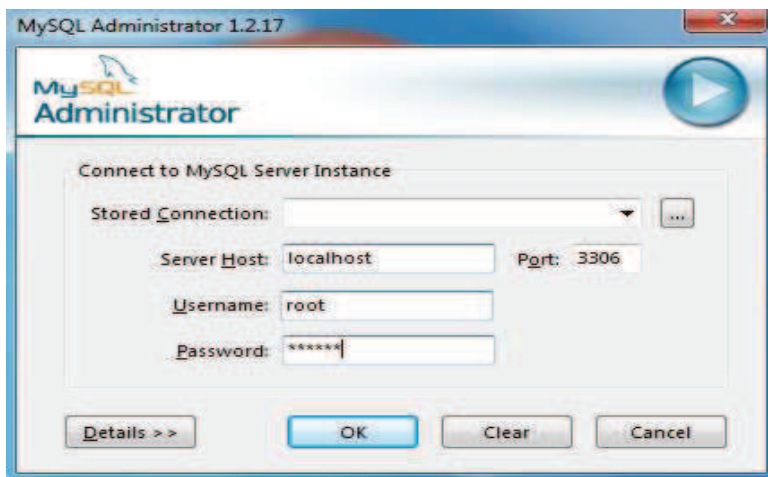 MySQL Administrator 1.2.17
MySQL
Administrator
Connect to MySQL Server Instance
Stored Connection:
...
Server Host: localhost Port: 3306
Username: root
Password: ******
Details >> OK Clear Cancel